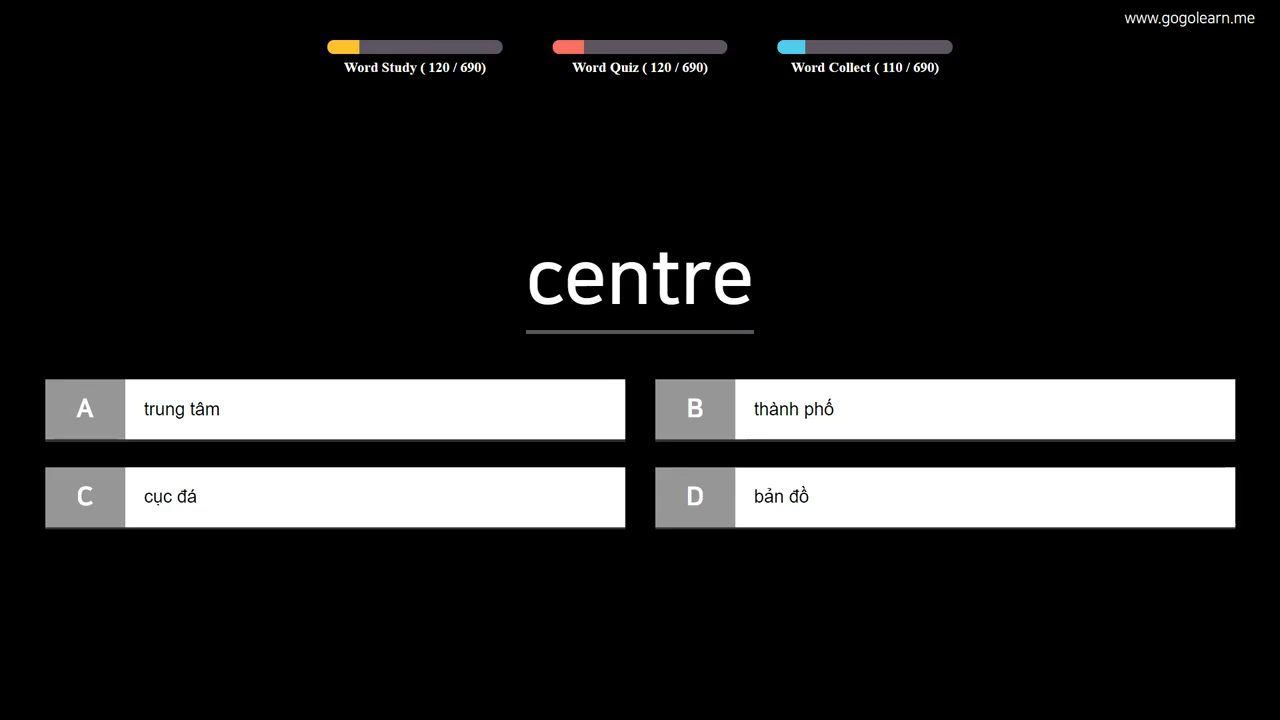 www.gogolearn.me
Word Study ( 120 / 690)
Word Quiz ( 120 / 690)
Word Collect ( 110 / 690)
centre
A trung tâm
B thành phố
C cục đá
D bản đồ